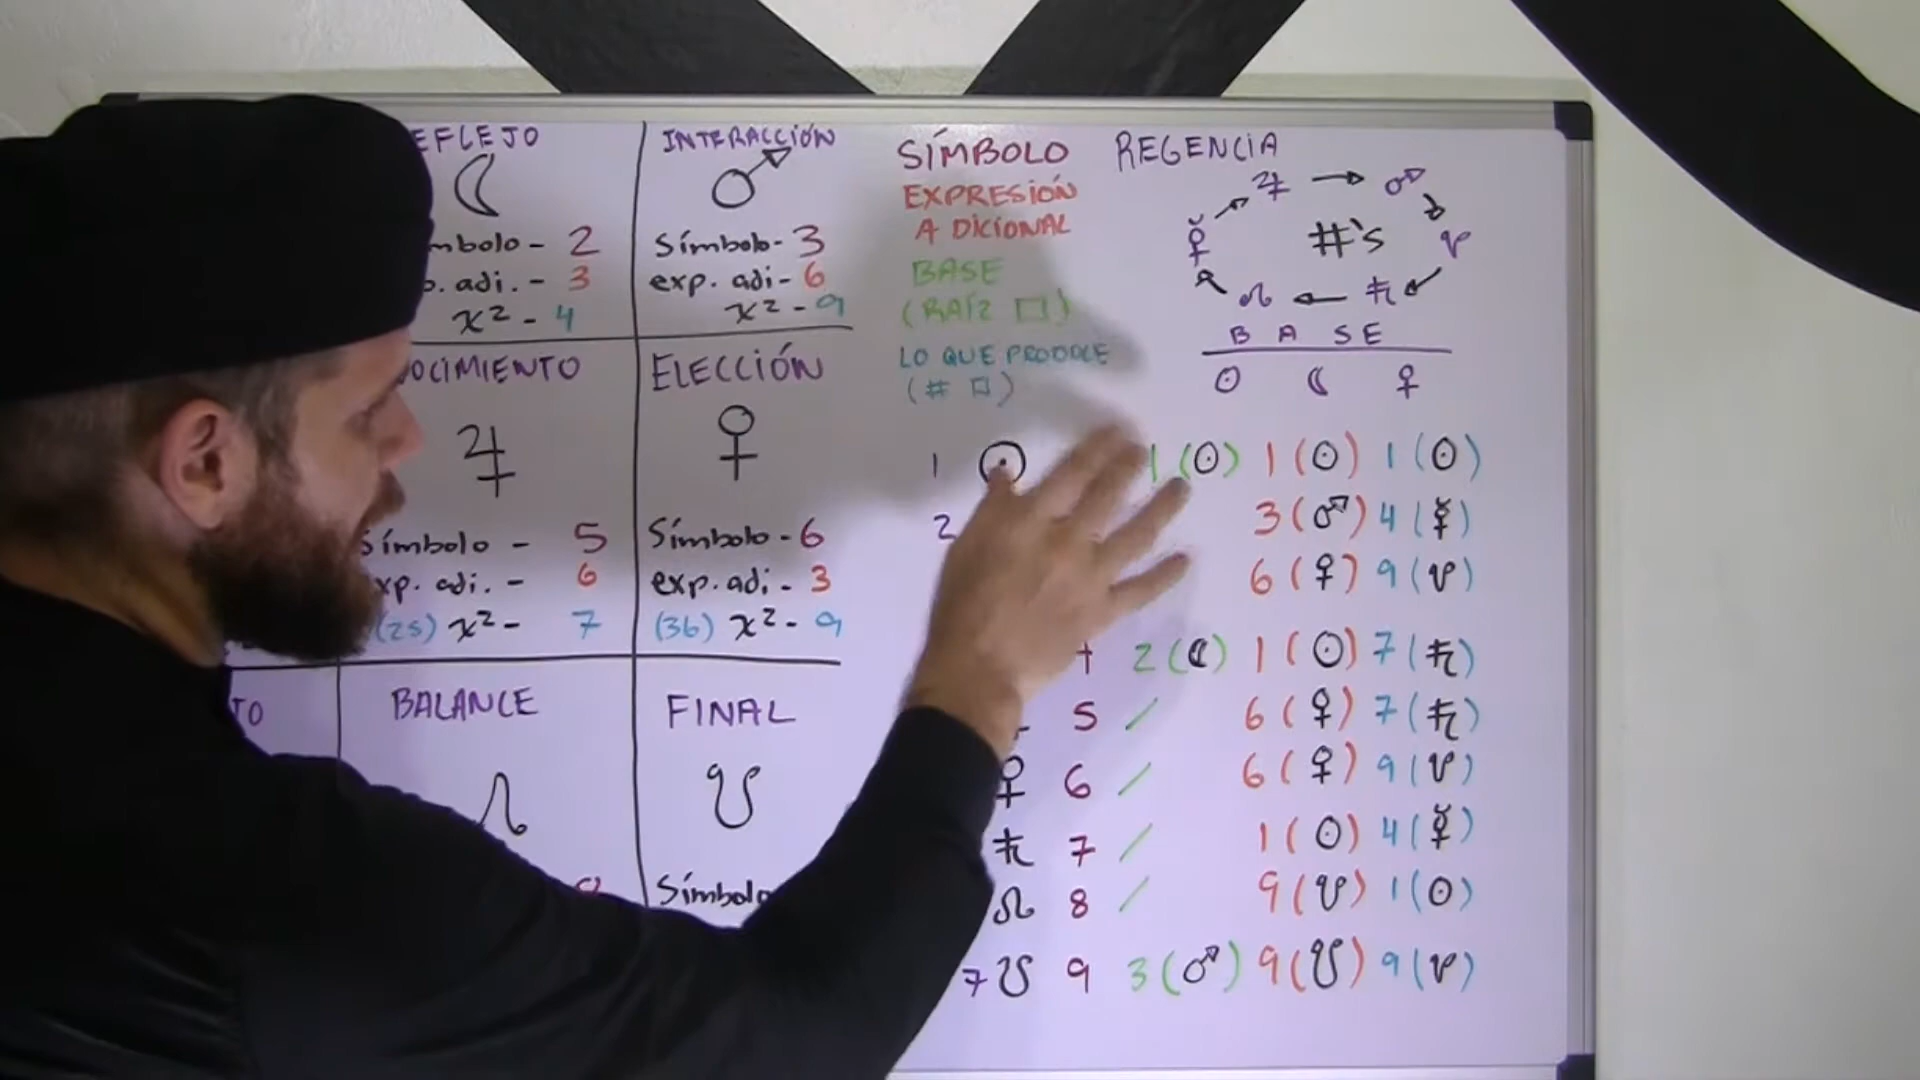 EFLEJO
☾
mbolo - 2
p. adi. - 3
x² - 4
INTERACCIÓN
♂
Símbolo - 3
exp. adi - 6
x² - 9
OCIMIENTO
♃
Símbolo - 5
xp. adi. - 6
(25) x² - 7
ELECCIÓN
♀
Símbolo - 6
exp. adi. - 3
(36) x² - 9
TO
BALANCE
☊
FINAL
☋
Símbolo
SÍMBOLO
EXPRESIÓN
ADICIONAL
BASE
(RAÍZ □)
LO QUE PRODUCE
(# □)
REGENCIA
♃ → ♂
☿ #'s ☋
☊ ← ♄
BASE
☉ ☾ ♀
1 ☉ 1 (☉) 1 (☉) 1 (☉)
2 3 (♂) 4 (☿)
6 (♀) 9 (☋)
2 (☾) 1 (☉) 7 (♄)
5 / 6 (♀) 7 (♄)
♀ 6 / 6 (♀) 9 (☋)
♄ 7 / 1 (☉) 4 (☿)
☊ 8 / 9 (☋) 1 (☉)
7 ☋ 9 3 (♂) 9 (☋) 9 (☋)